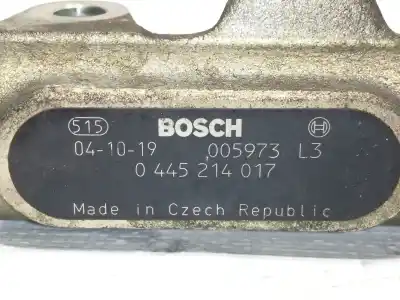 515 BOSCH
04-10-19 ,005973 L3
0 445 214 017
Made in Czech Republic